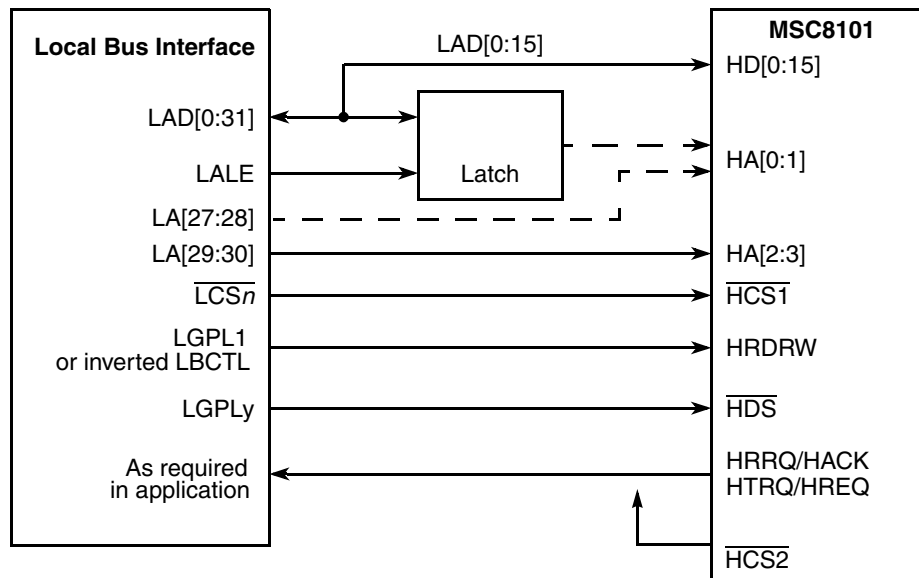 Local Bus Interface
LAD[0:31]
LALE
LA[27:28]
LA[29:30]
LCSn
LGPL1
or inverted LBCTL
LGPLy
As required
in application
LAD[0:15]
Latch
MSC8101
HD[0:15]
HA[0:1]
HA[2:3]
HCS1
HRDRW
HDS
HRRQ/HACK
HTRQ/HREQ
HCS2